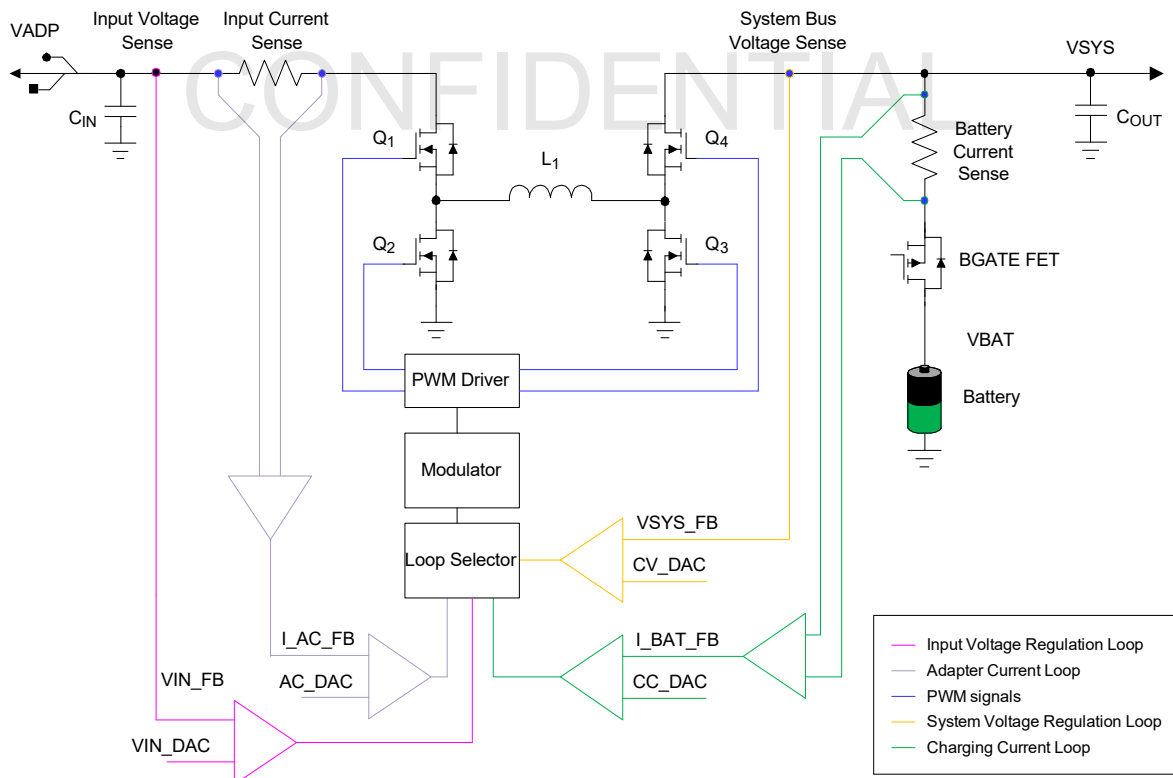 VADP
Input Voltage
Sense
Input Current
Sense
System Bus
Voltage Sense
VSYS
CONFIDENTIAL
CIN
COUT
Q1
Q4
L1
Battery
Current
Sense
Q2
Q3
BGATE FET
VBAT
Battery
PWM Driver
Modulator
Loop Selector
VSYS_FB
CV_DAC
I_AC_FB
AC_DAC
I_BAT_FB
CC_DAC
VIN_FB
VIN_DAC
Input Voltage Regulation Loop
Adapter Current Loop
PWM signals
System Voltage Regulation Loop
Charging Current Loop